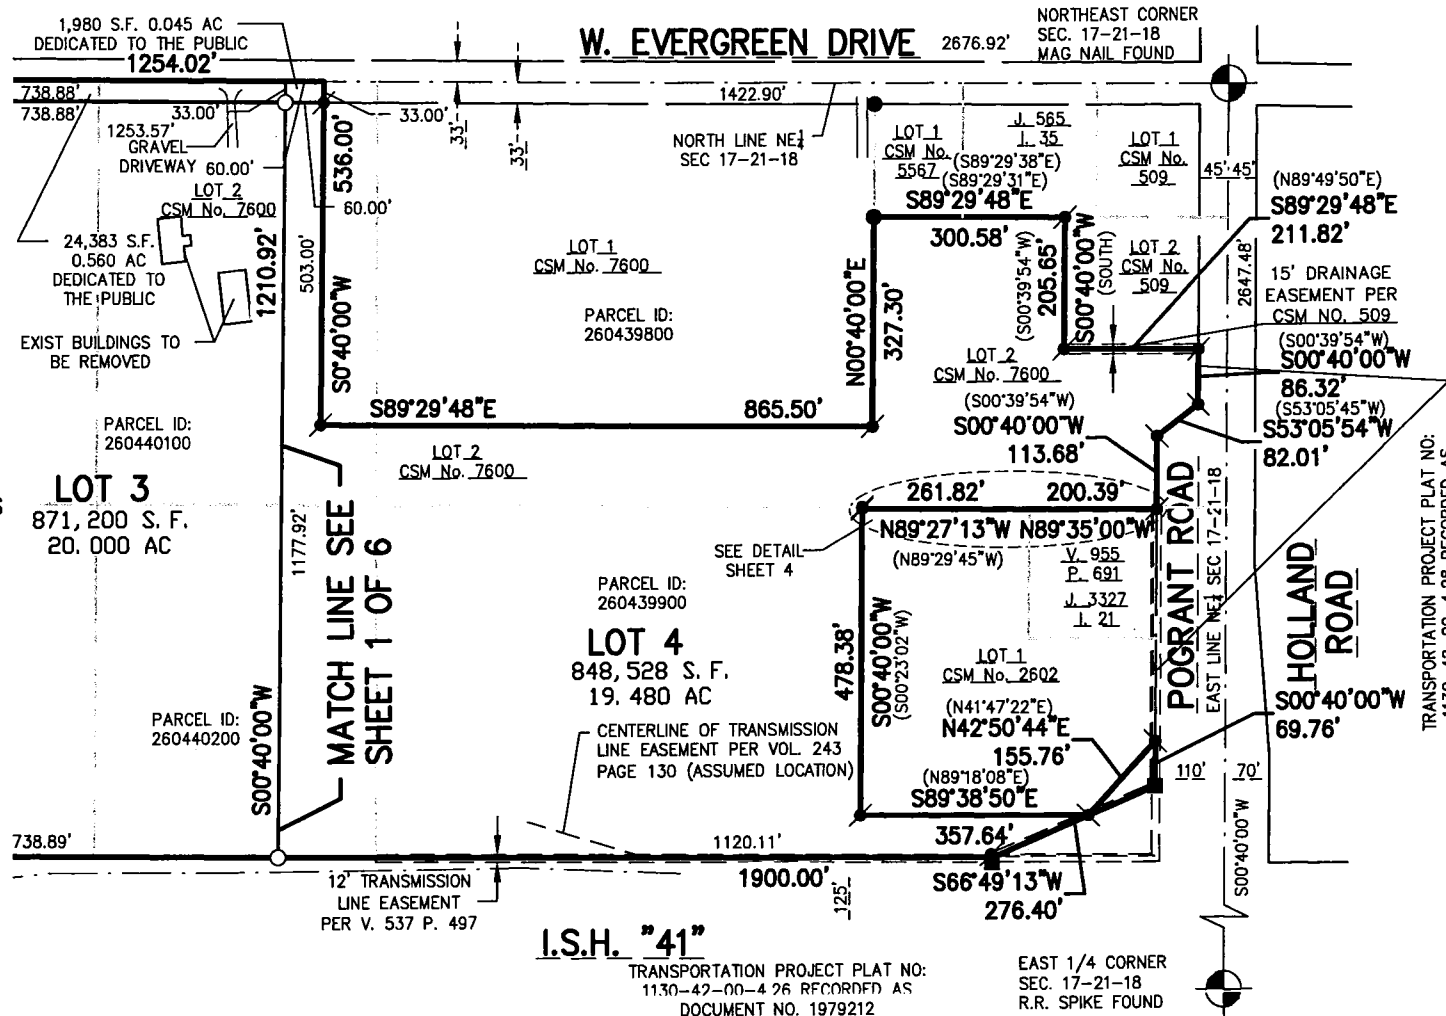 1,980 S.F. 0.045 AC
DEDICATED TO THE PUBLIC
1254.02'
W. EVERGREEN DRIVE
2676.92'
NORTHEAST CORNER
SEC. 17-21-18
MAG NAIL FOUND
738.88'
738.88'
33.00'
1253.57'
GRAVEL
DRIVEWAY
60.00'
33.00'
33'
33'
1422.90'
NORTH LINE NE¼
SEC 17-21-18
536.00'
60.00'
LOT 2
CSM No. 7600
24,383 S.F.
0.560 AC
DEDICATED TO
THE PUBLIC
EXIST BUILDINGS TO
BE REMOVED
1210.92'
503.00'
S0°40'00"W
LOT 1
CSM No. 7600
PARCEL ID:
260439800
LOT 1
CSM No.
5567
J. 565
I. 35
(S89°29'38"E)
(S89°29'31"E)
S89°29'48"E
300.58'
LOT 1
CSM No.
509
45'
45'
(N89°49'50"E)
S89°29'48"E
211.82'
N00°40'00"E
327.30'
(S00°39'54"W)
205.65'
S00°40'00"W
(SOUTH)
LOT 2
CSM No.
509
2647.48'
15' DRAINAGE
EASEMENT PER
CSM NO. 509
(S00°39'54"W)
S00°40'00"W
86.32'
(S53°05'45"W)
S53°05'54"W
82.01'
LOT 2
CSM No. 7600
(S00°39'54"W)
S00°40'00"W
113.68'
S89°29'48"E
865.50'
LOT 2
CSM No. 7600
PARCEL ID:
260440100
LOT 3
871,200 S. F.
20.000 AC
1177.92'
MATCH LINE SEE
SHEET 1 OF 6
261.82'
200.39'
N89°27'13"W
N89°35'00"W
(N89°29'45"W)
SEE DETAIL
SHEET 4
V. 955
P. 691
J. 3327
I. 21
POGRANT ROAD
EAST LINE NE¼ SEC 17-21-18
HOLLAND
ROAD
TRANSPORTATION PROJECT PLAT NO:
PARCEL ID:
260439900
LOT 4
848,528 S. F.
19.480 AC
478.38'
S00°40'00"W
(S00°23'02"W)
LOT 1
CSM No. 2602
(N41°47'22"E)
N42°50'44"E
155.76'
S00°40'00"W
69.76'
PARCEL ID:
260440200
S00°40'00"W
CENTERLINE OF TRANSMISSION
LINE EASEMENT PER VOL. 243
PAGE 130 (ASSUMED LOCATION)
(N89°18'08"E)
S89°38'50"E
357.64'
110'
70'
S00°40'00"W
738.89'
1120.11'
1900.00'
125'
12' TRANSMISSION
LINE EASEMENT
PER V. 537 P. 497
S66°49'13"W
276.40'
I.S.H. "41"
TRANSPORTATION PROJECT PLAT NO:
1130-42-00-4.26 RECORDED AS
DOCUMENT NO. 1979212
EAST 1/4 CORNER
SEC. 17-21-18
R.R. SPIKE FOUND